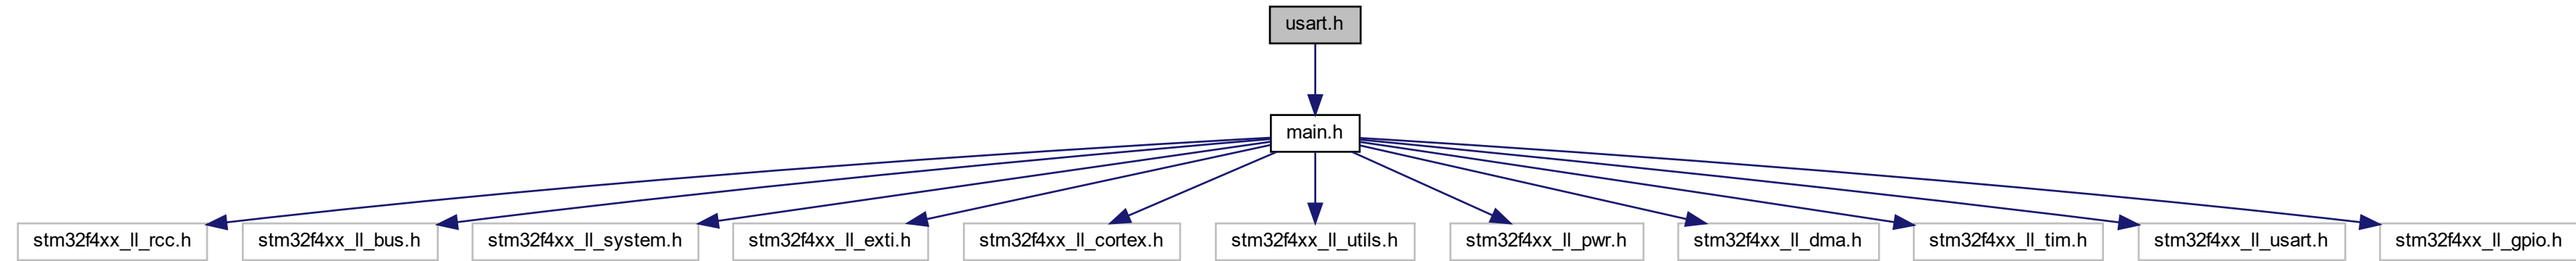 usart.h
main.h
stm32f4xx_ll_rcc.h
stm32f4xx_ll_bus.h
stm32f4xx_ll_system.h
stm32f4xx_ll_exti.h
stm32f4xx_ll_cortex.h
stm32f4xx_ll_utils.h
stm32f4xx_ll_pwr.h
stm32f4xx_ll_dma.h
stm32f4xx_ll_tim.h
stm32f4xx_ll_usart.h
stm32f4xx_ll_gpio.h